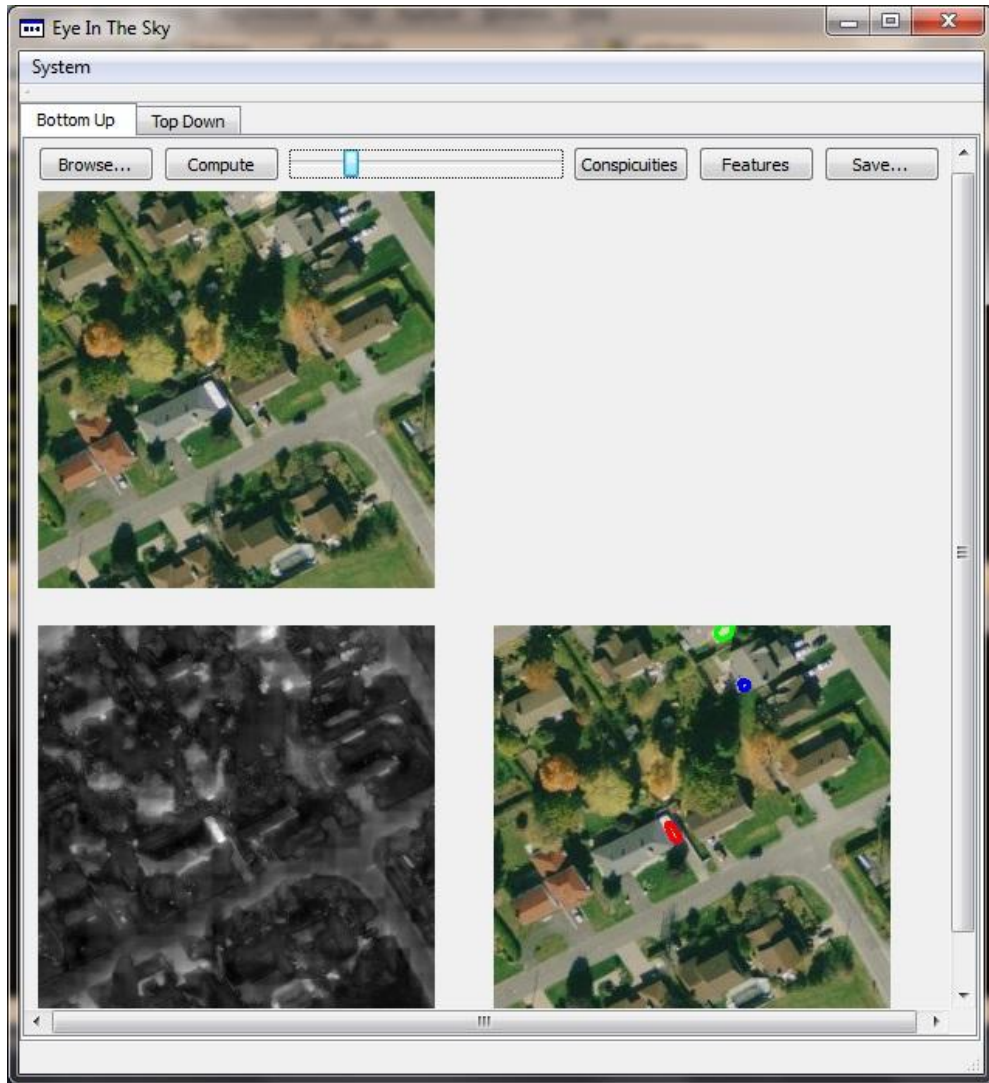 Eye In The Sky
System
Bottom Up Top Down
Browse... Compute Conspicuities Features Save...